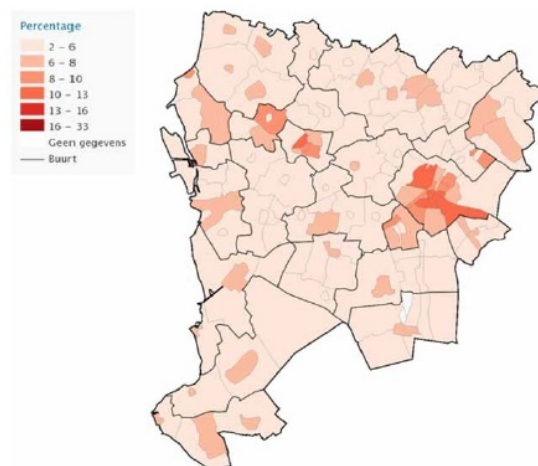 Percentage
2 – 6
6 – 8
8 – 10
10 – 13
13 – 16
16 – 33
Geen gegevens
Buurt